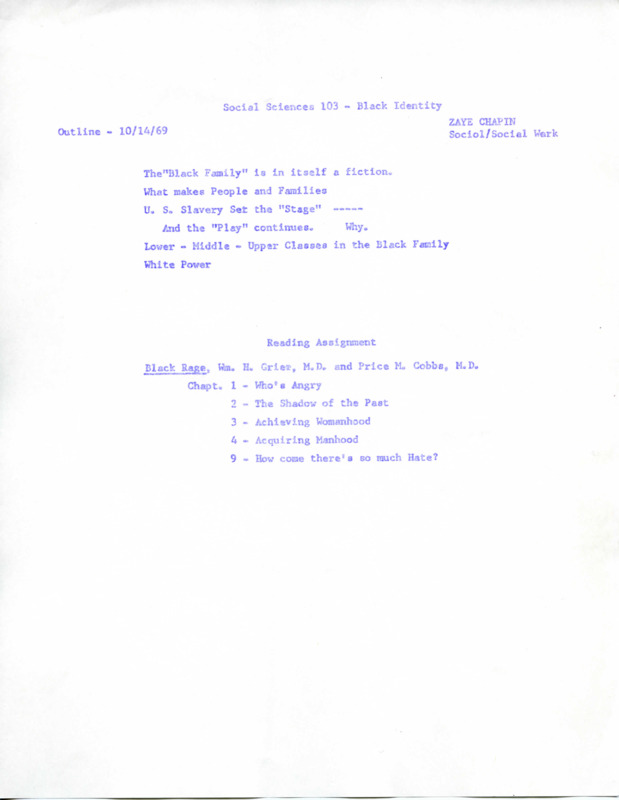 Social Sciences 103 - Black Identity
ZAYE CHAPIN
Outline - 10/14/69
Sociol/Social Work
The"Black Family" is in itself a fiction.
What makes People and Families
U. S. Slavery Set the "Stage" -----
And the "Play" continues. Why.
Lower - Middle - Upper Classes in the Black Family
White Power
Reading Assignment
Black Rage, Wm. H. Grier, M.D. and Price M. Cobbs, M.D.
Chapt. 1 - Who's Angry
2 - The Shadow of the Past
3 - Achieving Womanhood
4 - Acquiring Manhood
9 - How come there's so much Hate?